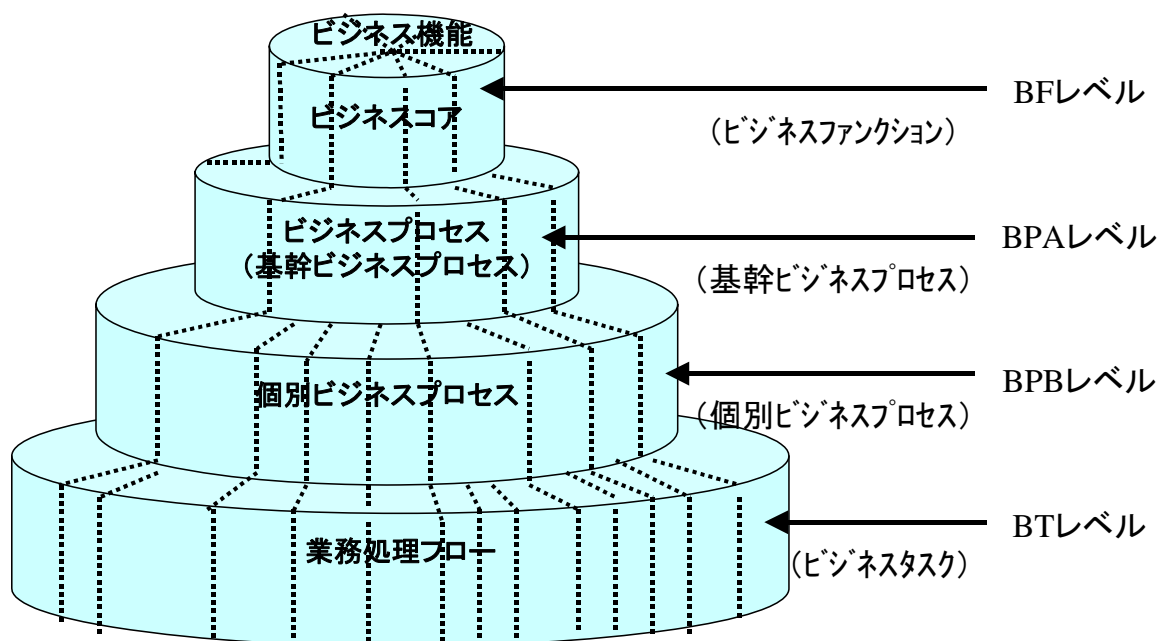 ビジネス機能
ビジネスコア
BFレベル
（ﾋﾞｼﾞﾈｽﾌｧﾝｸｼｮﾝ）
ビジネスプロセス
（基幹ビジネスプロセス）
BPAレベル
（基幹ﾋﾞｼﾞﾈｽﾌﾟﾛｾｽ）
個別ビジネスプロセス
BPBレベル
（個別ﾋﾞｼﾞﾈｽﾌﾟﾛｾｽ）
業務処理フロー
BTレベル
（ﾋﾞｼﾞﾈｽﾀｽｸ）